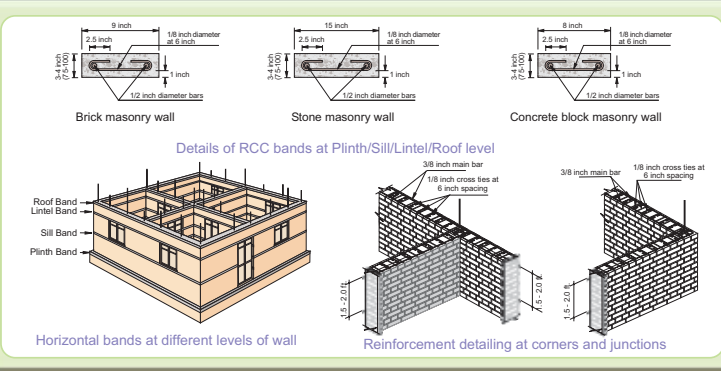 9 inch
2.5 inch
1/8 inch diameter
at 6 inch
3-4 inch
(75-100)
1 inch
1/2 inch diameter bars
Brick masonry wall
15 inch
2.5 inch
1/8 inch diameter
at 6 inch
3-4 inch
(75-100)
1 inch
1/2 inch diameter bars
Stone masonry wall
8 inch
2.5 inch
1/8 inch diameter
at 6 inch
3-4 inch
(75-100)
1 inch
1/2 inch diameter bars
Concrete block masonry wall
Details of RCC bands at Plinth/Sill/Lintel/Roof level
Roof Band
Lintel Band
Sill Band
Plinth Band
Horizontal bands at different levels of wall
3/8 inch main bar
1/8 inch cross ties at
6 inch spacing
1.5 - 2.0 ft.
1.5 - 2.0 ft.
3/8 inch main bar
1/8 inch cross ties at
6 inch spacing
1.5 - 2.0 ft.
Reinforcement detailing at corners and junctions